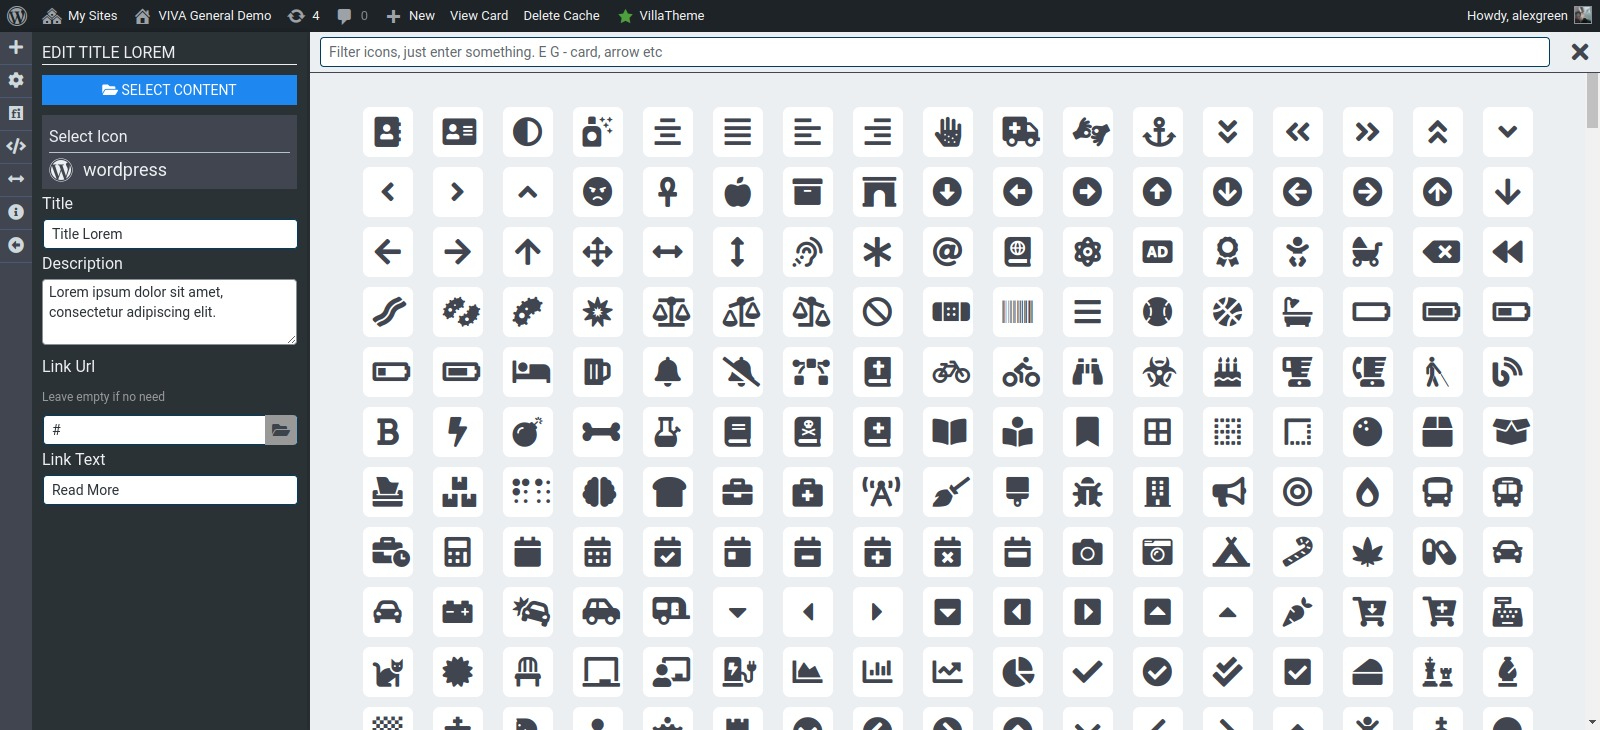 My Sites VIVA General Demo 4 0 New View Card Delete Cache VillaTheme Howdy, alexgreen
EDIT TITLE LOREM
SELECT CONTENT
Select Icon
wordpress
Title
Title Lorem
Description
Lorem ipsum dolor sit amet,
consectetur adipiscing elit.
Link Url
Leave empty if no need
#
Link Text
Read More
Filter icons, just enter something. E G - card, arrow etc